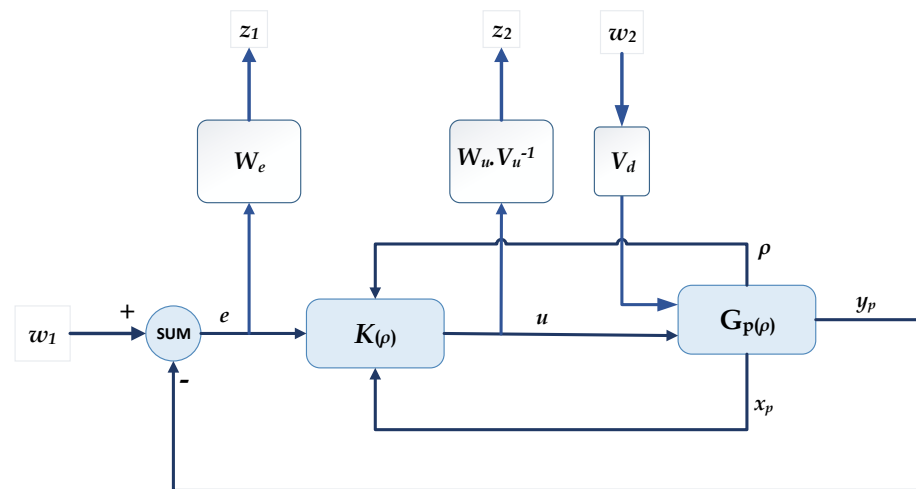 z1
z2
w2
We
Wu.Vu-1
Vd
ρ
+
e
yp
w1
SUM
K(ρ)
u
Gp(ρ)
-
xp